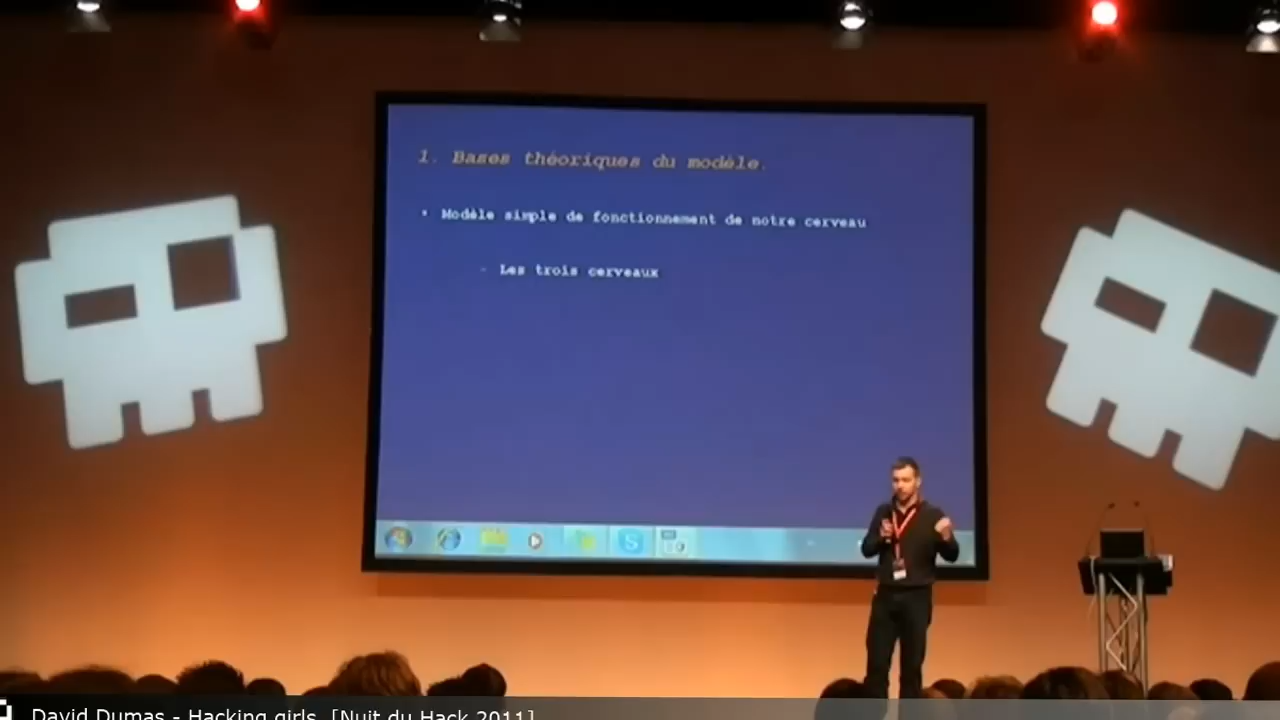 1. Bases théoriques du modèle.
• Modèle simple de fonctionnement de notre cerveau
- Les trois cerveaux
David Dumas - Hacking girls. [Nuit du Hack 2011]